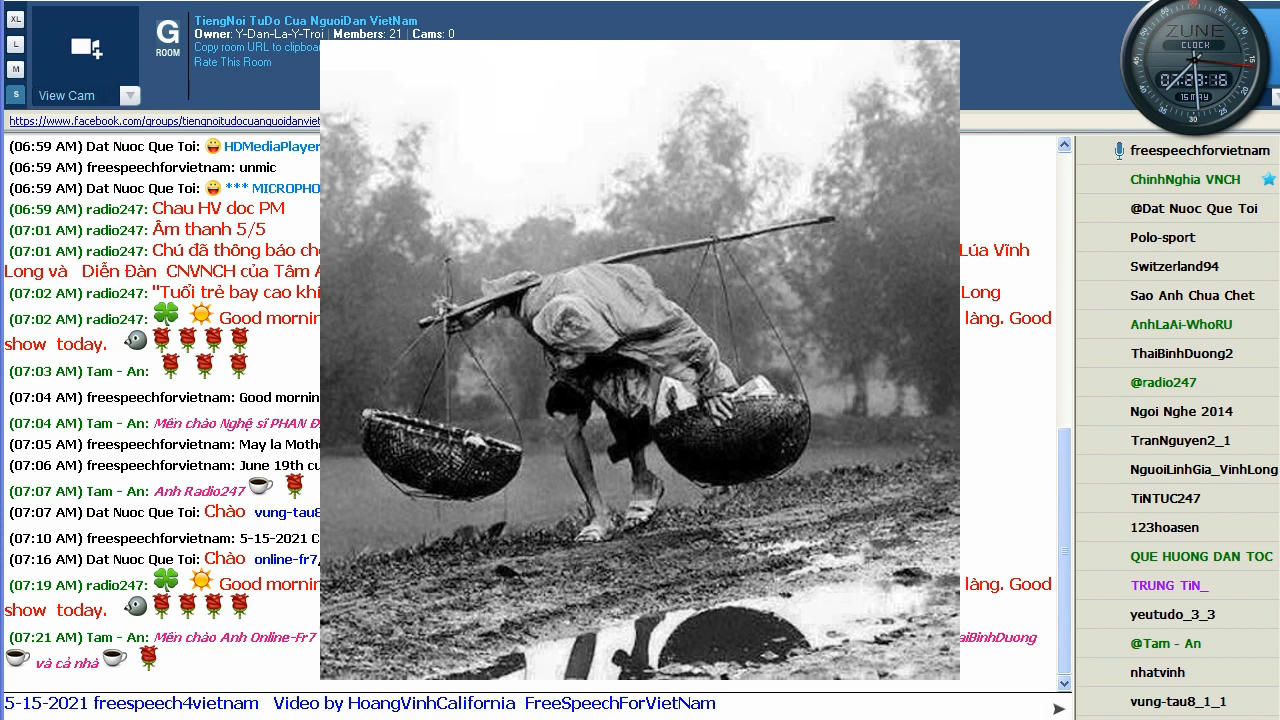 XL
L
M
S
View Cam
G
ROOM
TiengNoi TuDo Cua NguoiDan VietNam
Owner: Y-Dan-La-Y-Troi | Members: 21 | Cams: 0
Copy room URL to clipboa
Rate This Room
ZUNE
CLOCK
15 MAY
https://www.facebook.com/groups/tiengnoitudocuanguoidanviet
(06:59 AM) Dat Nuoc Que Toi: HDMediaPlayer
(06:59 AM) freespeechforvietnam: unmic
(06:59 AM) Dat Nuoc Que Toi: *** MICROPHO
(06:59 AM) radio247: Chau HV doc PM
(07:01 AM) radio247: Âm thanh 5/5
(07:01 AM) radio247: Chú đã thông báo ch Lúa Vĩnh
Long và Diễn Đàn CNVNCH của Tâm A
(07:02 AM) radio247: "Tuổi trẻ bay cao khí Long
(07:02 AM) radio247: Good mornin làng. Good
show today.
(07:03 AM) Tam - An:
(07:04 AM) freespeechforvietnam: Good mornin
(07:04 AM) Tam - An: Mến chào Nghệ sĩ PHAN Đ
(07:05 AM) freespeechforvietnam: May la Moth
(07:06 AM) freespeechforvietnam: June 19th cu
(07:07 AM) Tam - An: Anh Radio247
(07:07 AM) Dat Nuoc Que Toi: Chào vung-tau8
(07:10 AM) freespeechforvietnam: 5-15-2021 C
(07:16 AM) Dat Nuoc Que Toi: Chào online-fr7,
(07:19 AM) radio247: Good mornin làng. Good
show today.
(07:21 AM) Tam - An: Mến chào Anh Online-Fr7 aiBinhDuong
và cả nhà
5-15-2021 freespeech4vietnam Video by HoangVinhCalifornia FreeSpeechForVietNam
freespeechforvietnam
ChinhNghia VNCH
@Dat Nuoc Que Toi
Polo-sport
Switzerland94
Sao Anh Chua Chet
AnhLaAi-WhoRU
ThaiBinhDuong2
@radio247
Ngoi Nghe 2014
TranNguyen2_1
NguoiLinhGia_VinhLong
TiNTUC247
123hoasen
QUE HUONG DAN TOC
TRUNG TiN_
yeutudo_3_3
@Tam - An
nhatvinh
vung-tau8_1_1